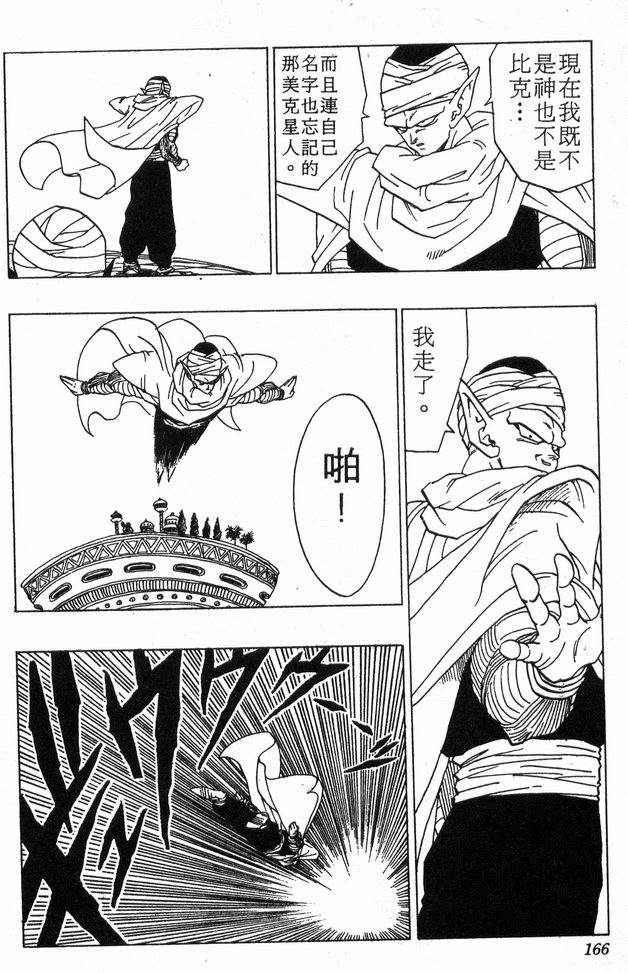 現在我既不
是神也不是
比克…
而且連自己
名字也忘記的
那美克星人。
我走了。
啪！
166